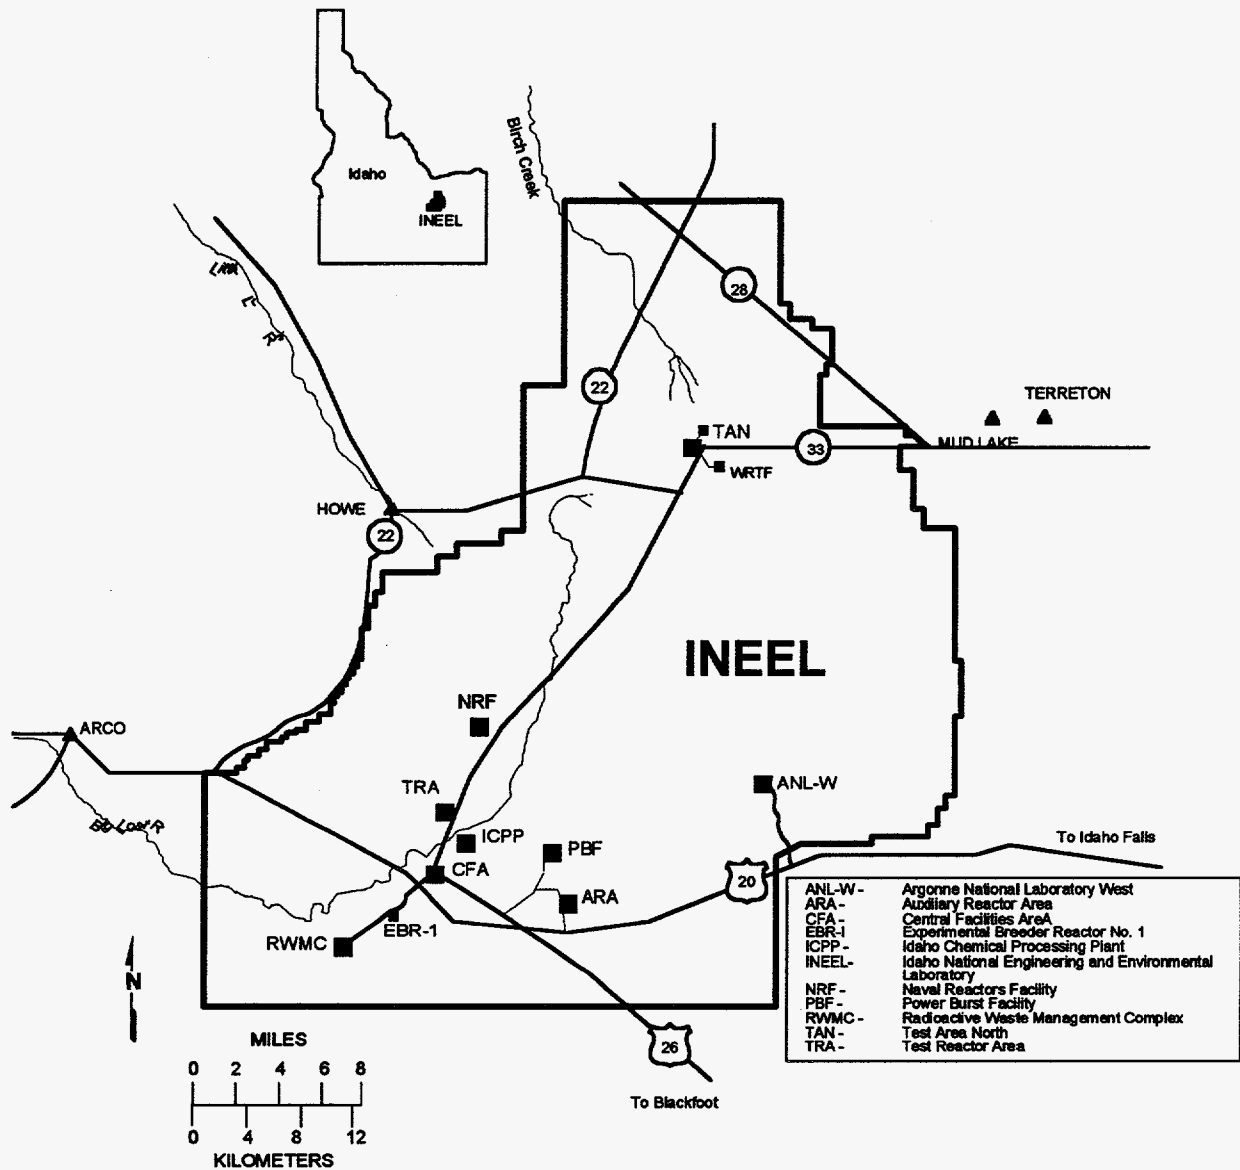 Idaho
INEEL
Birch Creek
28
22
TERRETON
TAN
MUD LAKE
33
WRTF
HOWE
22
INEEL
NRF
ARCO
ANL-W
TRA
ICPP
To Idaho Falls
PBF
CFA
20
ARA
EBR-1
RWMC
N
ANL-W - Argonne National Laboratory West
ARA - Auxiliary Reactor Area
CFA - Central Facilities AreA
EBR-I Experimental Breeder Reactor No. 1
ICPP - Idaho Chemical Processing Plant
INEEL- Idaho National Engineering and Environmental
Laboratory
NRF - Naval Reactors Facility
PBF - Power Burst Facility
RWMC - Radioactive Waste Management Complex
TAN - Test Area North
TRA - Test Reactor Area
26
To Blackfoot
MILES
0 2 4 6 8
0 4 8 12
KILOMETERS